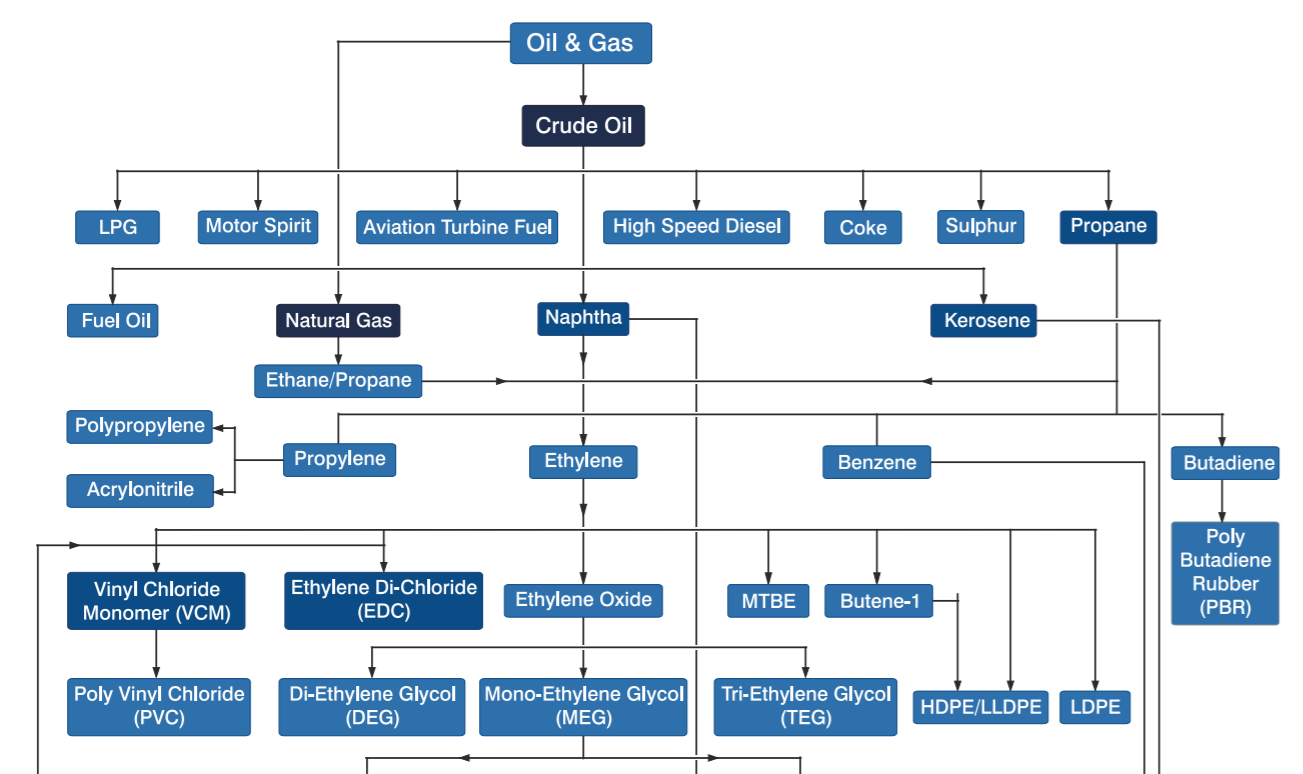 Oil & Gas
Crude Oil
LPG
Motor Spirit
Aviation Turbine Fuel
High Speed Diesel
Coke
Sulphur
Propane
Fuel Oil
Natural Gas
Naphtha
Kerosene
Ethane/Propane
Polypropylene
Propylene
Acrylonitrile
Ethylene
Benzene
Butadiene
Poly
Butadiene
Rubber
(PBR)
Vinyl Chloride
Monomer (VCM)
Ethylene Di-Chloride
(EDC)
Ethylene Oxide
MTBE
Butene-1
Poly Vinyl Chloride
(PVC)
Di-Ethylene Glycol
(DEG)
Mono-Ethylene Glycol
(MEG)
Tri-Ethylene Glycol
(TEG)
HDPE/LLDPE
LDPE